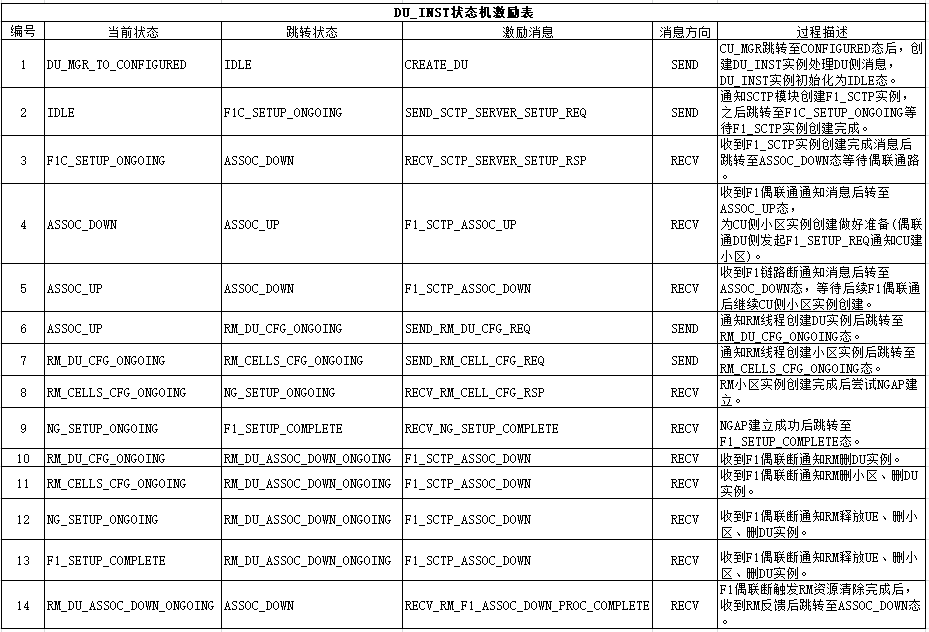 DU_INST状态机激励表
编号 当前状态 跳转状态 激励消息 消息方向 过程描述
1 DU_MGR_TO_CONFIGURED IDLE CREATE_DU SEND CU_MGR跳转至CONFIGURED态后，创
建DU_INST实例处理DU侧消息，
DU_INST实例初始化为IDLE态。
2 IDLE F1C_SETUP_ONGOING SEND_SCTP_SERVER_SETUP_REQ SEND 通知SCTP模块创建F1_SCTP实例，
之后跳转至F1C_SETUP_ONGOING等
待F1_SCTP实例创建完成。
3 F1C_SETUP_ONGOING ASSOC_DOWN RECV_SCTP_SERVER_SETUP_RSP RECV 收到F1_SCTP实例创建完成消息后
跳转至ASSOC_DOWN态等待偶联通路
。
4 ASSOC_DOWN ASSOC_UP F1_SCTP_ASSOC_UP RECV 收到F1偶联通通知消息后转至
ASSOC_UP态，
为CU侧小区实例创建做好准备(偶联
通DU侧发起F1_SETUP_REQ通知CU建
小区)。
5 ASSOC_UP ASSOC_DOWN F1_SCTP_ASSOC_DOWN RECV 收到F1链路断通知消息后转至
ASSOC_DOWN态，等待后续F1偶联通
后继续CU侧小区实例创建。
6 ASSOC_UP RM_DU_CFG_ONGOING SEND_RM_DU_CFG_REQ SEND 通知RM线程创建DU实例后跳转至
RM_DU_CFG_ONGOING态。
7 RM_DU_CFG_ONGOING RM_CELLS_CFG_ONGOING SEND_RM_CELL_CFG_REQ SEND 通知RM线程创建小区实例后跳转至
RM_CELLS_CFG_ONGOING态。
8 RM_CELLS_CFG_ONGOING NG_SETUP_ONGOING RECV_RM_CELL_CFG_RSP RECV RM小区实例创建完成后尝试NGAP建
立。
9 NG_SETUP_ONGOING F1_SETUP_COMPLETE RECV_NG_SETUP_COMPLETE RECV NGAP建立成功后跳转至
F1_SETUP_COMPLETE态。
10 RM_DU_CFG_ONGOING RM_DU_ASSOC_DOWN_ONGOING F1_SCTP_ASSOC_DOWN RECV 收到F1偶联断通知RM删DU实例。
11 RM_CELLS_CFG_ONGOING RM_DU_ASSOC_DOWN_ONGOING F1_SCTP_ASSOC_DOWN RECV 收到F1偶联断通知RM删小区、删DU
实例。
12 NG_SETUP_ONGOING RM_DU_ASSOC_DOWN_ONGOING F1_SCTP_ASSOC_DOWN RECV 收到F1偶联断通知RM释放UE、删小
区、删DU实例。
13 F1_SETUP_COMPLETE RM_DU_ASSOC_DOWN_ONGOING F1_SCTP_ASSOC_DOWN RECV 收到F1偶联断通知RM释放UE、删小
区、删DU实例。
14 RM_DU_ASSOC_DOWN_ONGOING ASSOC_DOWN RECV_RM_F1_ASSOC_DOWN_PROC_COMPLETE RECV F1偶联断触发RM资源清除完成后，
收到RM反馈后跳转至ASSOC_DOWN态
。